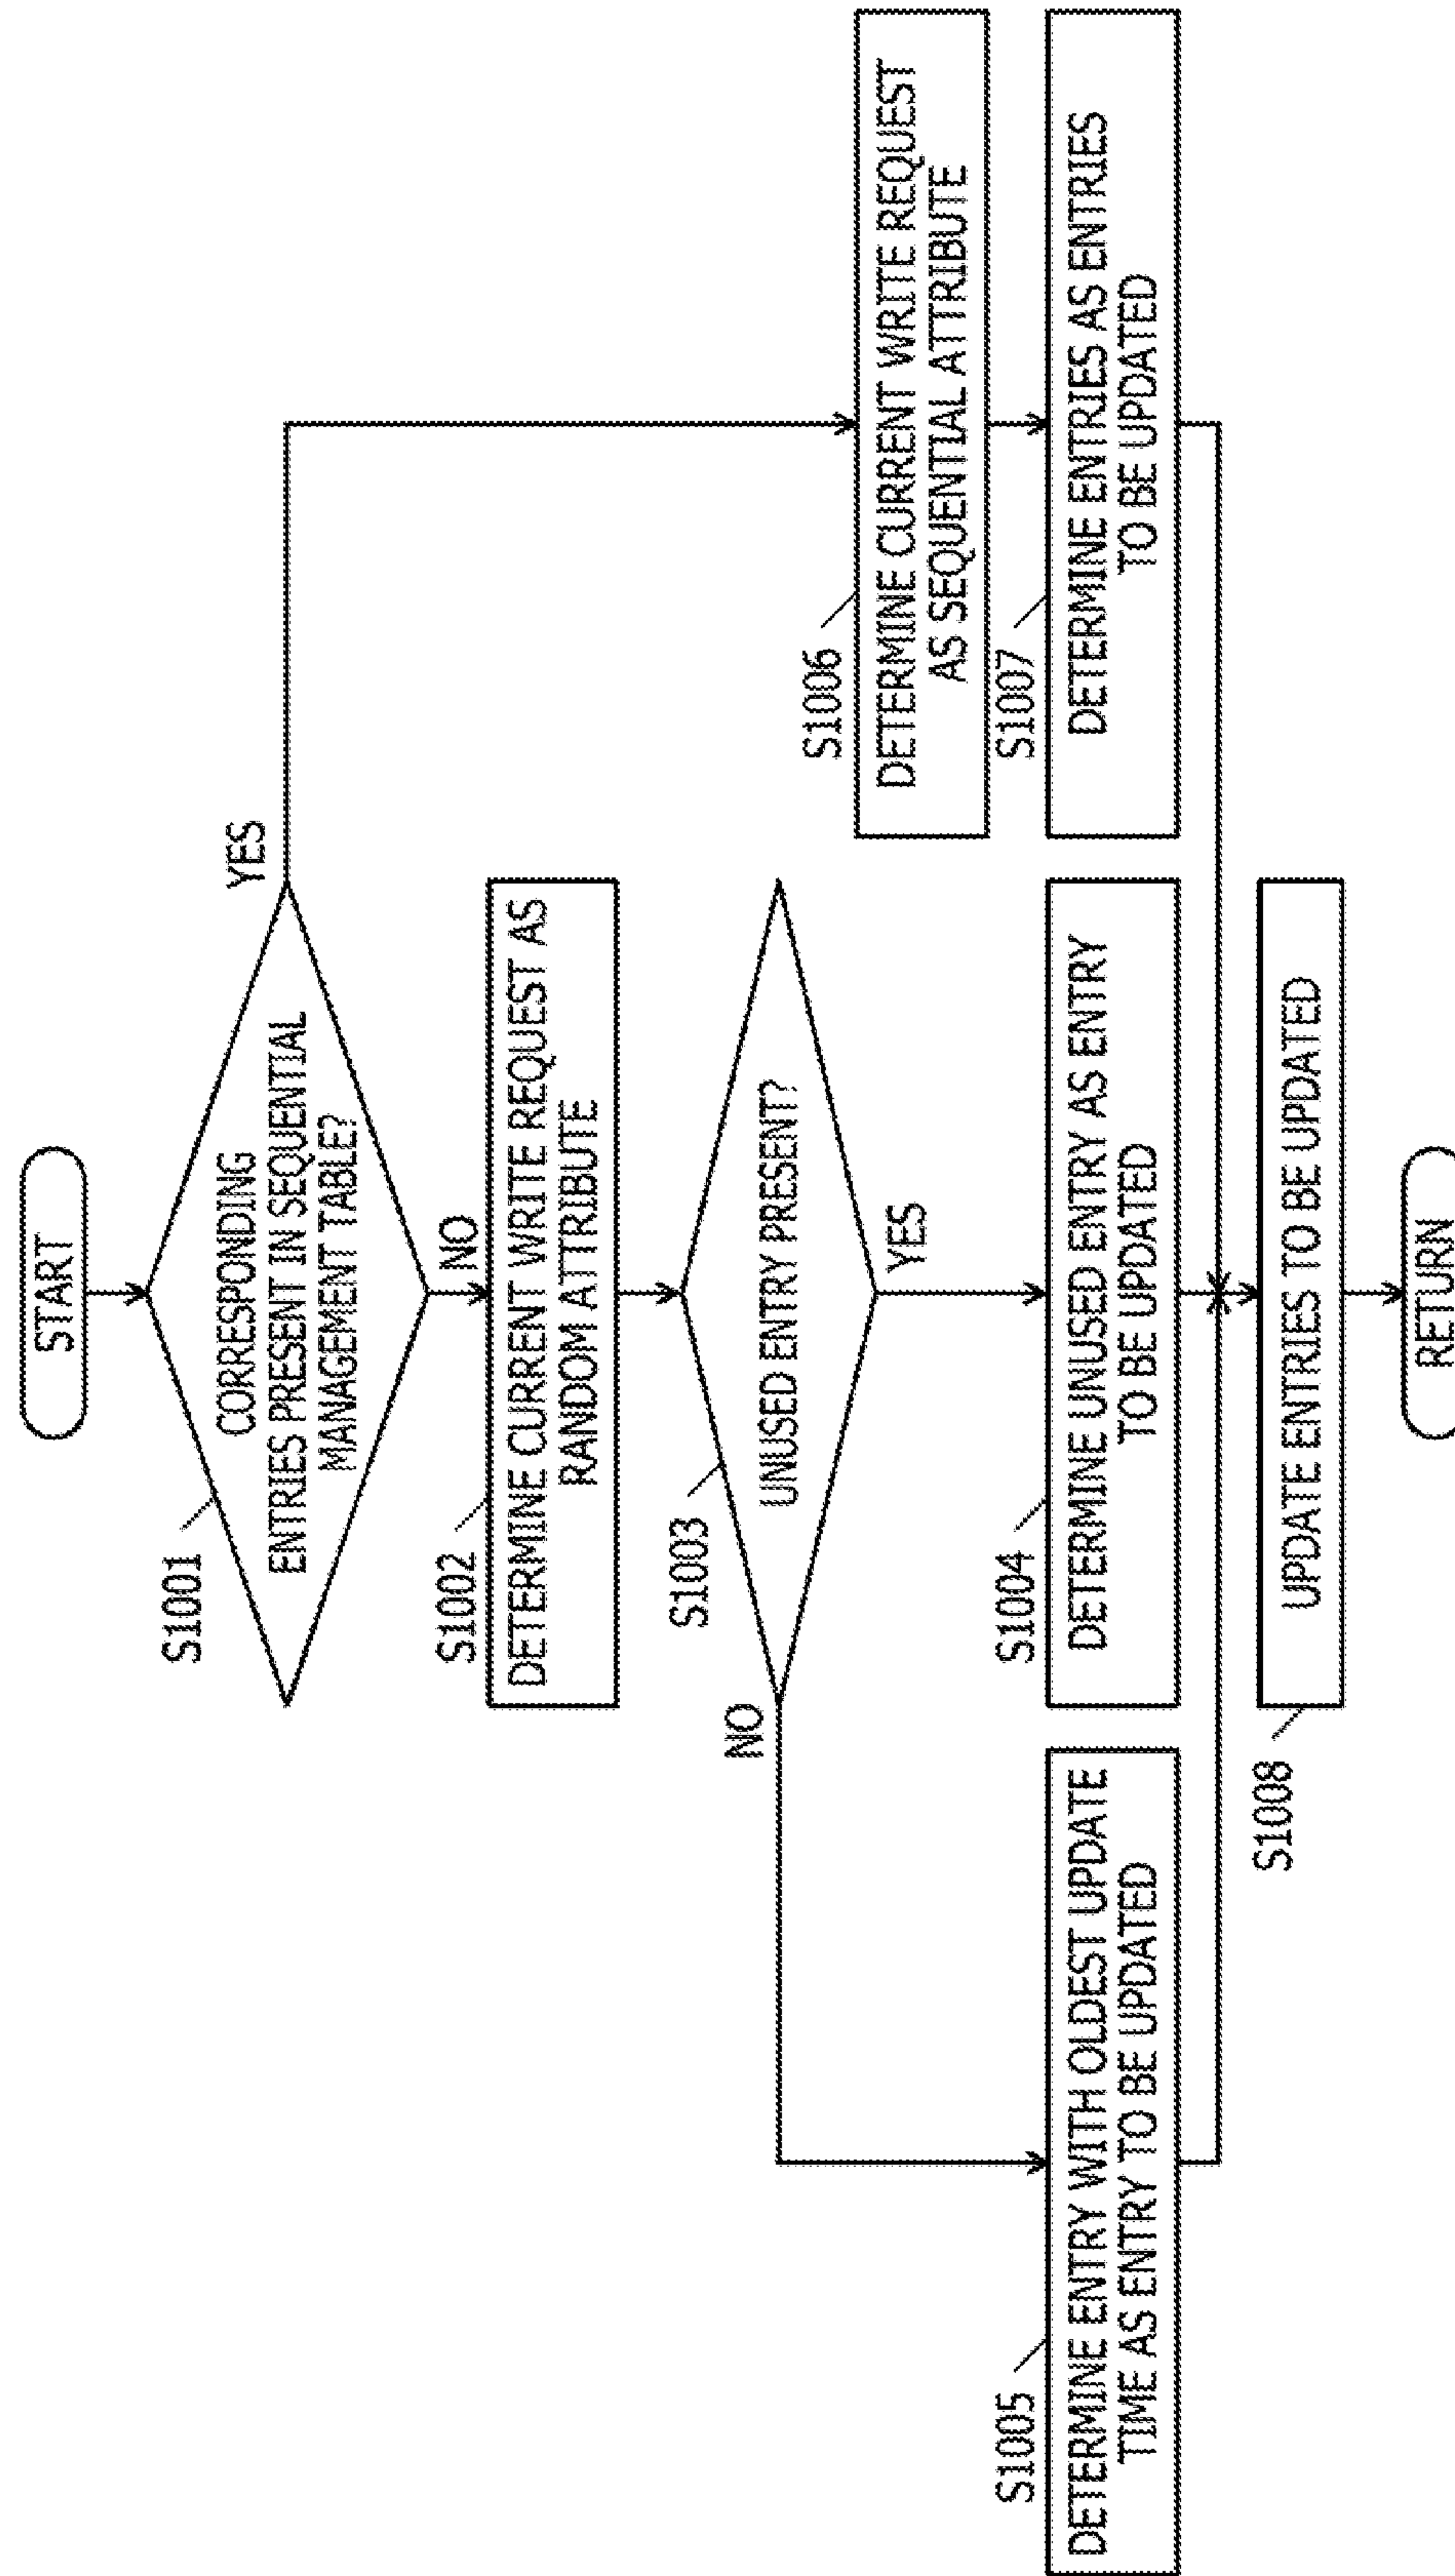 START
S1001
CORRESPONDING
ENTRIES PRESENT IN SEQUENTIAL
MANAGEMENT TABLE?
YES
NO
S1002
DETERMINE CURRENT WRITE REQUEST AS
RANDOM ATTRIBUTE
S1003
UNUSED ENTRY PRESENT?
NO
YES
S1005
DETERMINE ENTRY WITH OLDEST UPDATE
TIME AS ENTRY TO BE UPDATED
S1004
DETERMINE UNUSED ENTRY AS ENTRY
TO BE UPDATED
S1006
DETERMINE CURRENT WRITE REQUEST
AS SEQUENTIAL ATTRIBUTE
S1007
DETERMINE ENTRIES AS ENTRIES
TO BE UPDATED
S1008
UPDATE ENTRIES TO BE UPDATED
RETURN